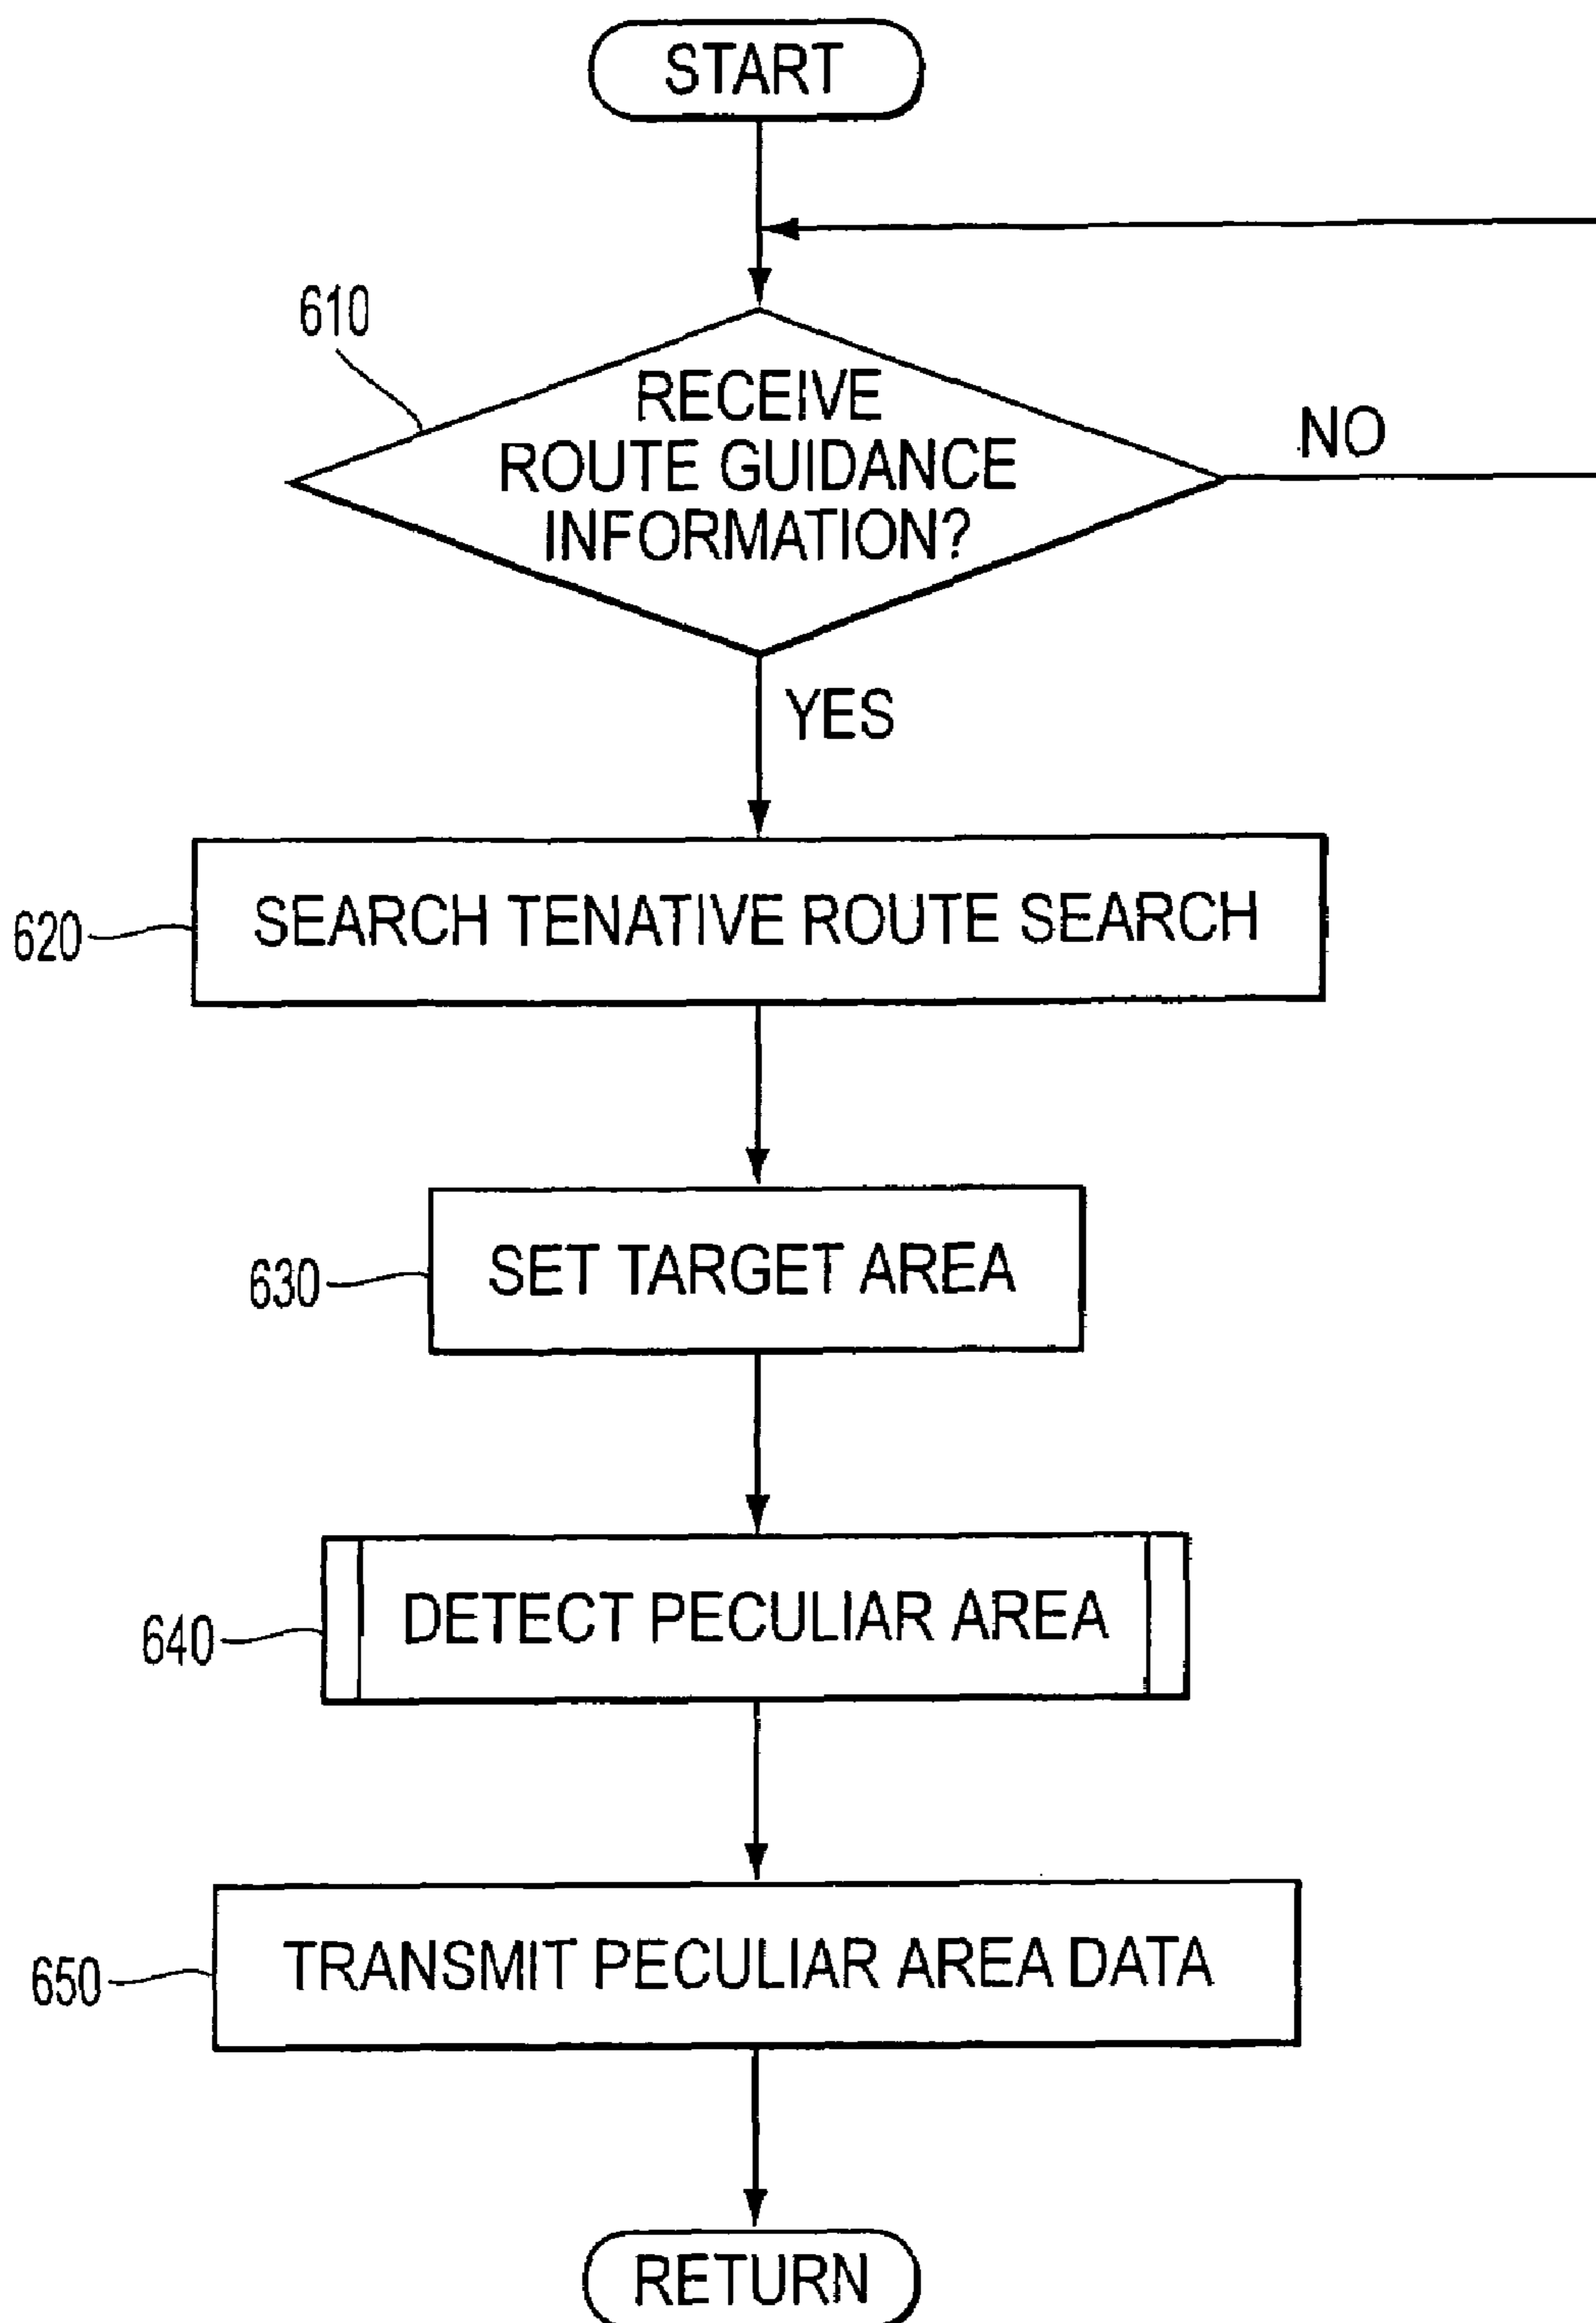 START
610
RECEIVE
ROUTE GUIDANCE
INFORMATION?
NO
YES
620
SEARCH TENATIVE ROUTE SEARCH
630
SET TARGET AREA
640
DETECT PECULIAR AREA
650
TRANSMIT PECULIAR AREA DATA
RETURN